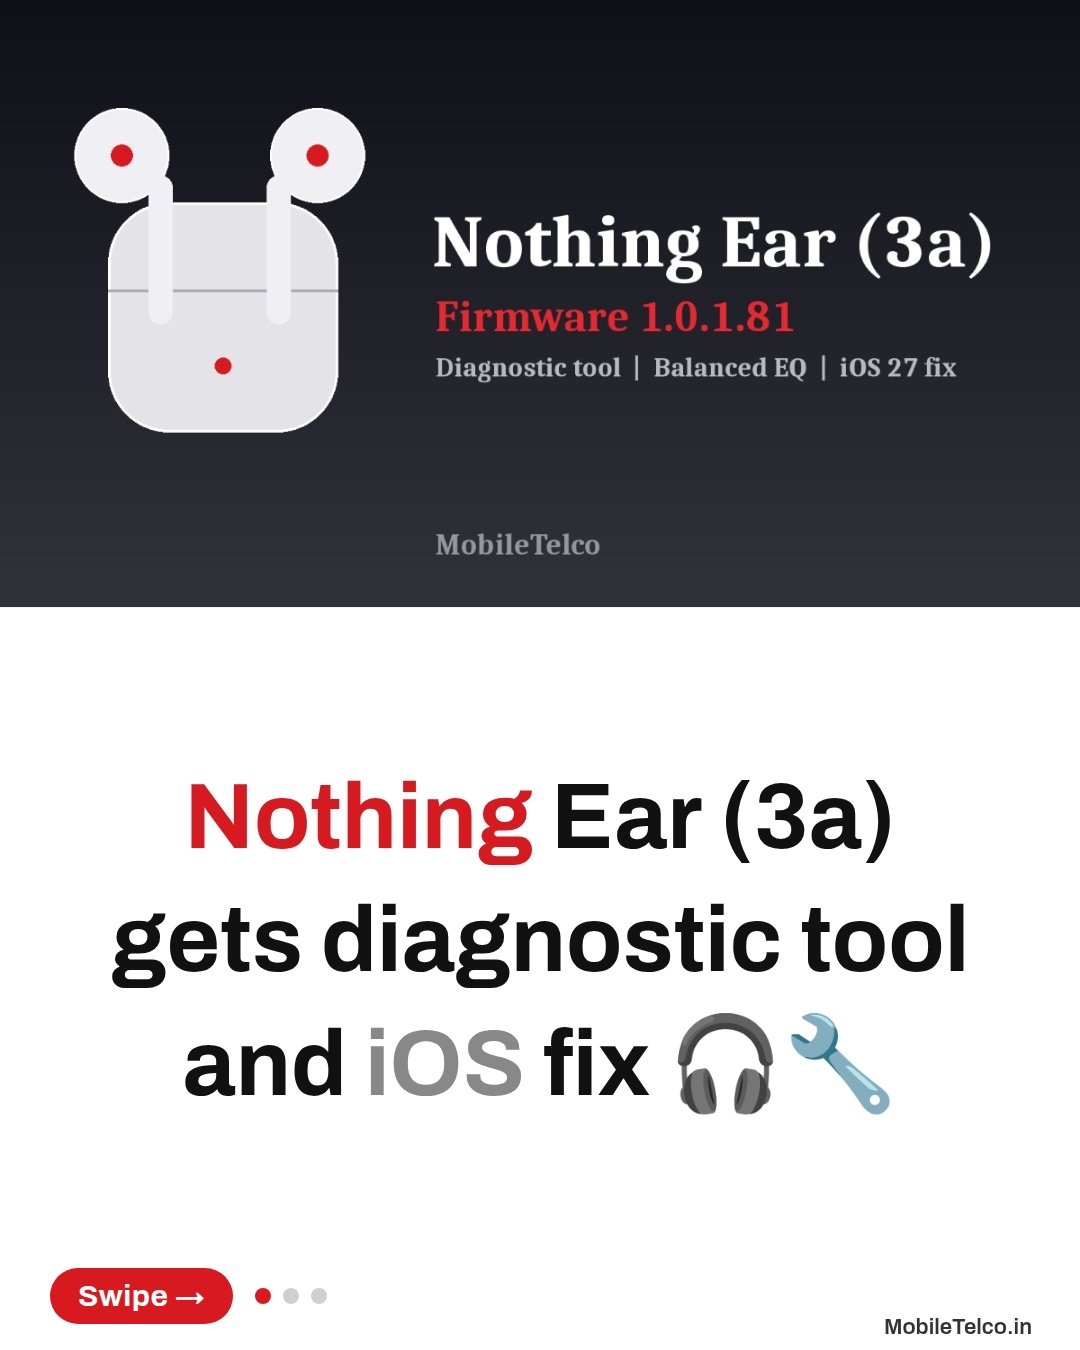 Nothing Ear (3a)
Firmware 1.0.1.81
Diagnostic tool | Balanced EQ | iOS 27 fix
MobileTelco
Nothing Ear (3a)
gets diagnostic tool
and iOS fix 🎧🔧
Swipe →
MobileTelco.in